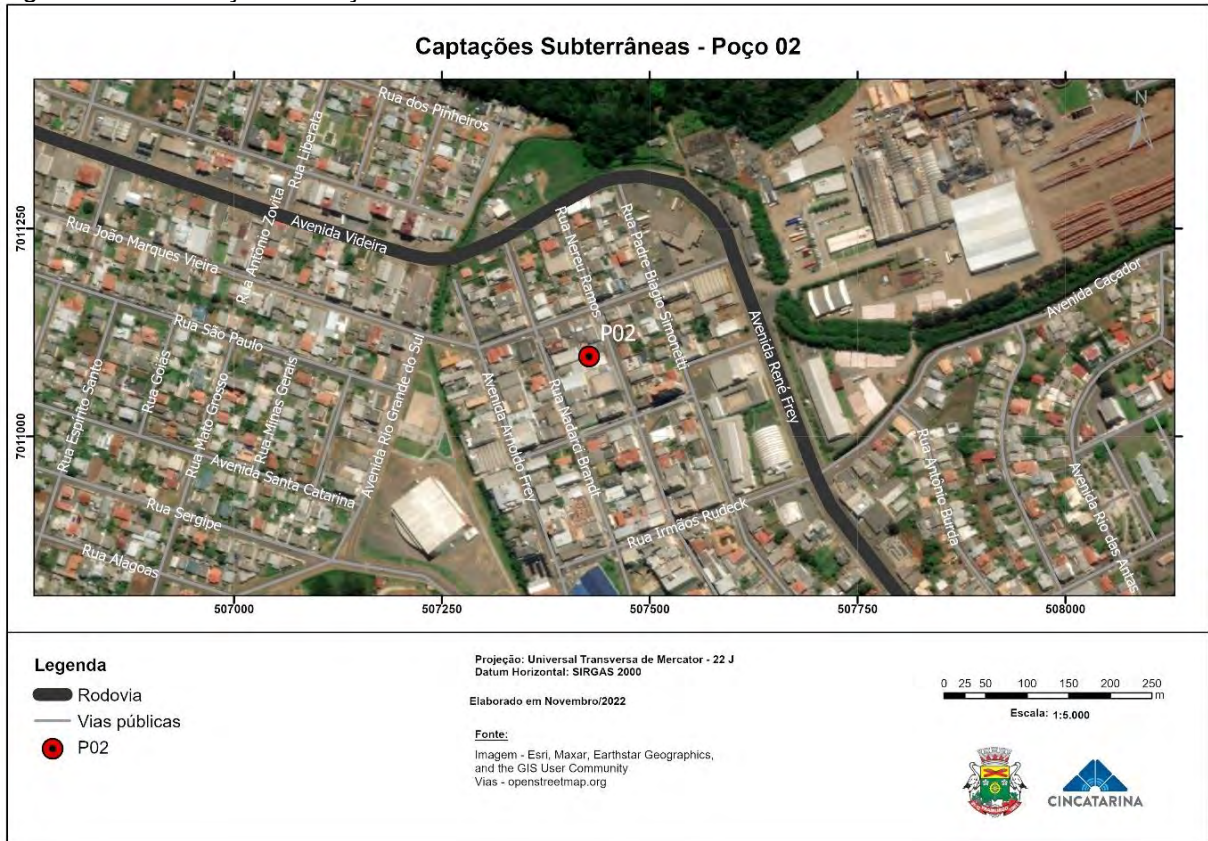 Captações Subterrâneas - Poço 02
N
Rua dos Pinheiros
Rua Liberata
Rua Antônio Zovita
Avenida Videira
Rua João Marques Vieira
Rua Nereu Ramos
Rua Padre Biagio Simonetti
Avenida Caçador
Rua São Paulo
P02
Avenida René Frey
Rua Espírito Santo
Rua Goiás
Rua Mato Grosso
Rua Minas Gerais
Avenida Rio Grande do Sul
Avenida Arnoldo Frey
Rua Nadarci Brandt
Avenida Santa Catarina
Rua Sergipe
Rua Alagoas
Rua Irmãos Rudeck
Rua Antônio Burda
Avenida Rio das Antas
7011250
7011000
507000
507250
507500
507750
508000
Legenda
Rodovia
Vias públicas
P02
Projeção: Universal Transversa de Mercator - 22 J
Datum Horizontal: SIRGAS 2000
Elaborado em Novembro/2022
Fonte:
Imagem - Esri, Maxar, Earthstar Geographics,
and the GIS User Community
Vias - openstreetmap.org
0 25 50 100 150 200 250
m
Escala: 1:5.000
CINCATARINA